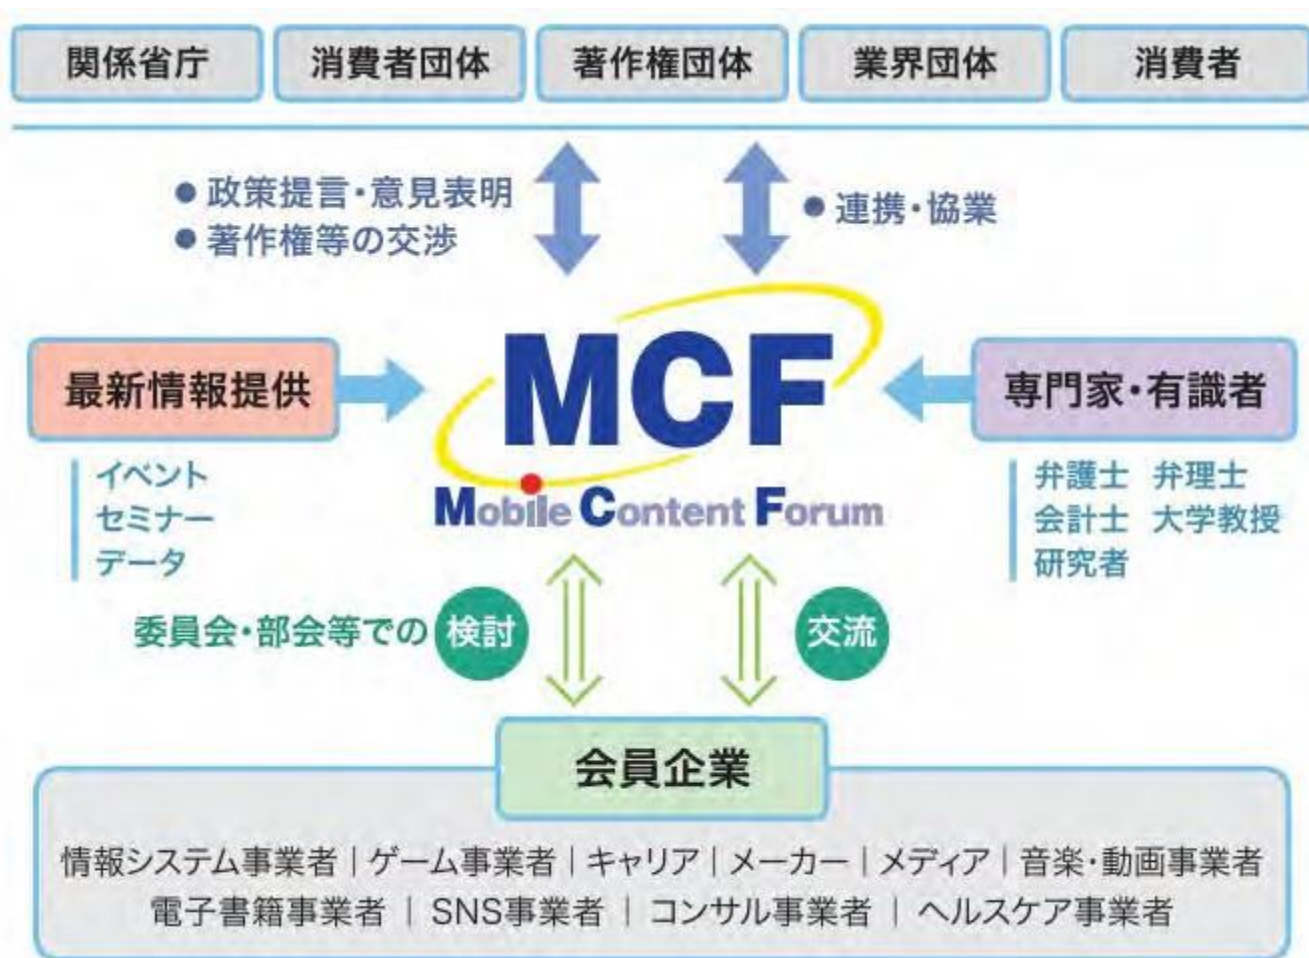 関係省庁 消費者団体 著作権団体 業界団体 消費者
● 政策提言・意見表明
● 著作権等の交渉
● 連携・協業
MCF
Mobile Content Forum
最新情報提供
イベント
セミナー
データ
専門家・有識者
弁護士 弁理士
会計士 大学教授
研究者
委員会・部会等での 検討
交流
会員企業
情報システム事業者 | ゲーム事業者 | キャリア | メーカー | メディア | 音楽・動画事業者
電子書籍事業者 | SNS事業者 | コンサル事業者 | ヘルスケア事業者